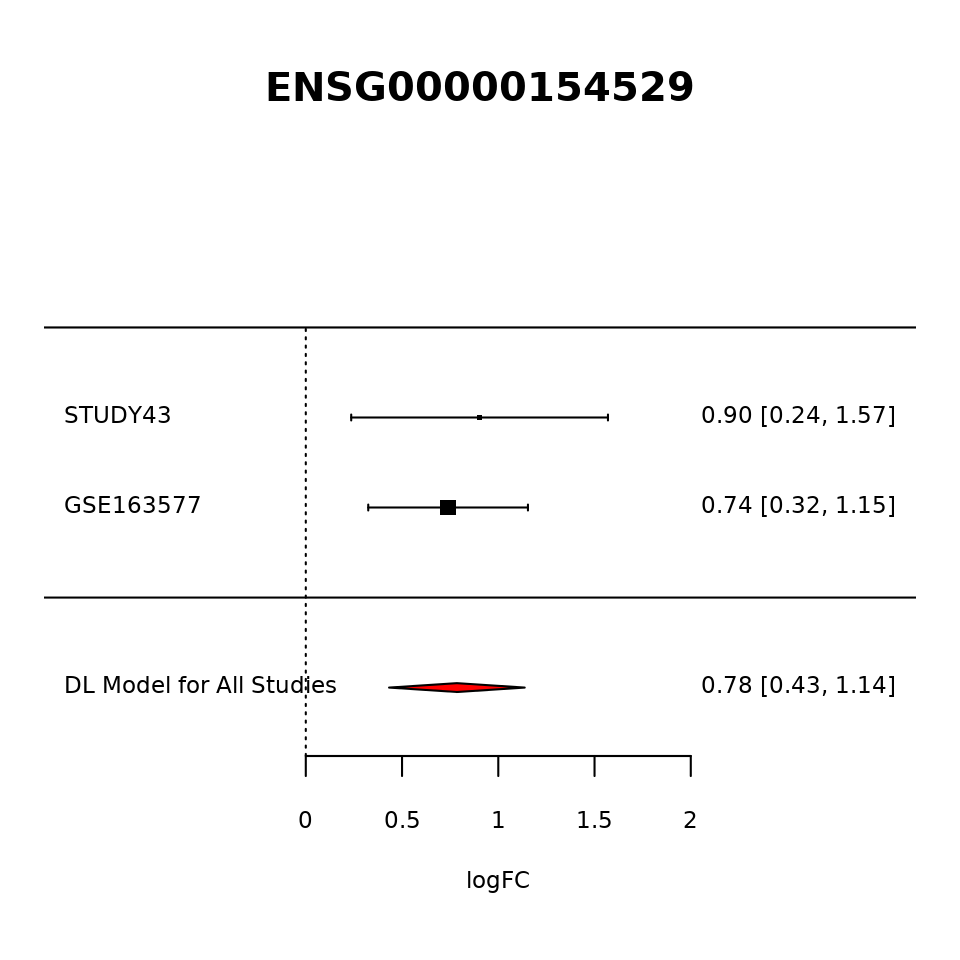 ENSG00000154529
STUDY43 0.90 [0.24, 1.57]
GSE163577 0.74 [0.32, 1.15]
DL Model for All Studies 0.78 [0.43, 1.14]
0 0.5 1 1.5 2
logFC